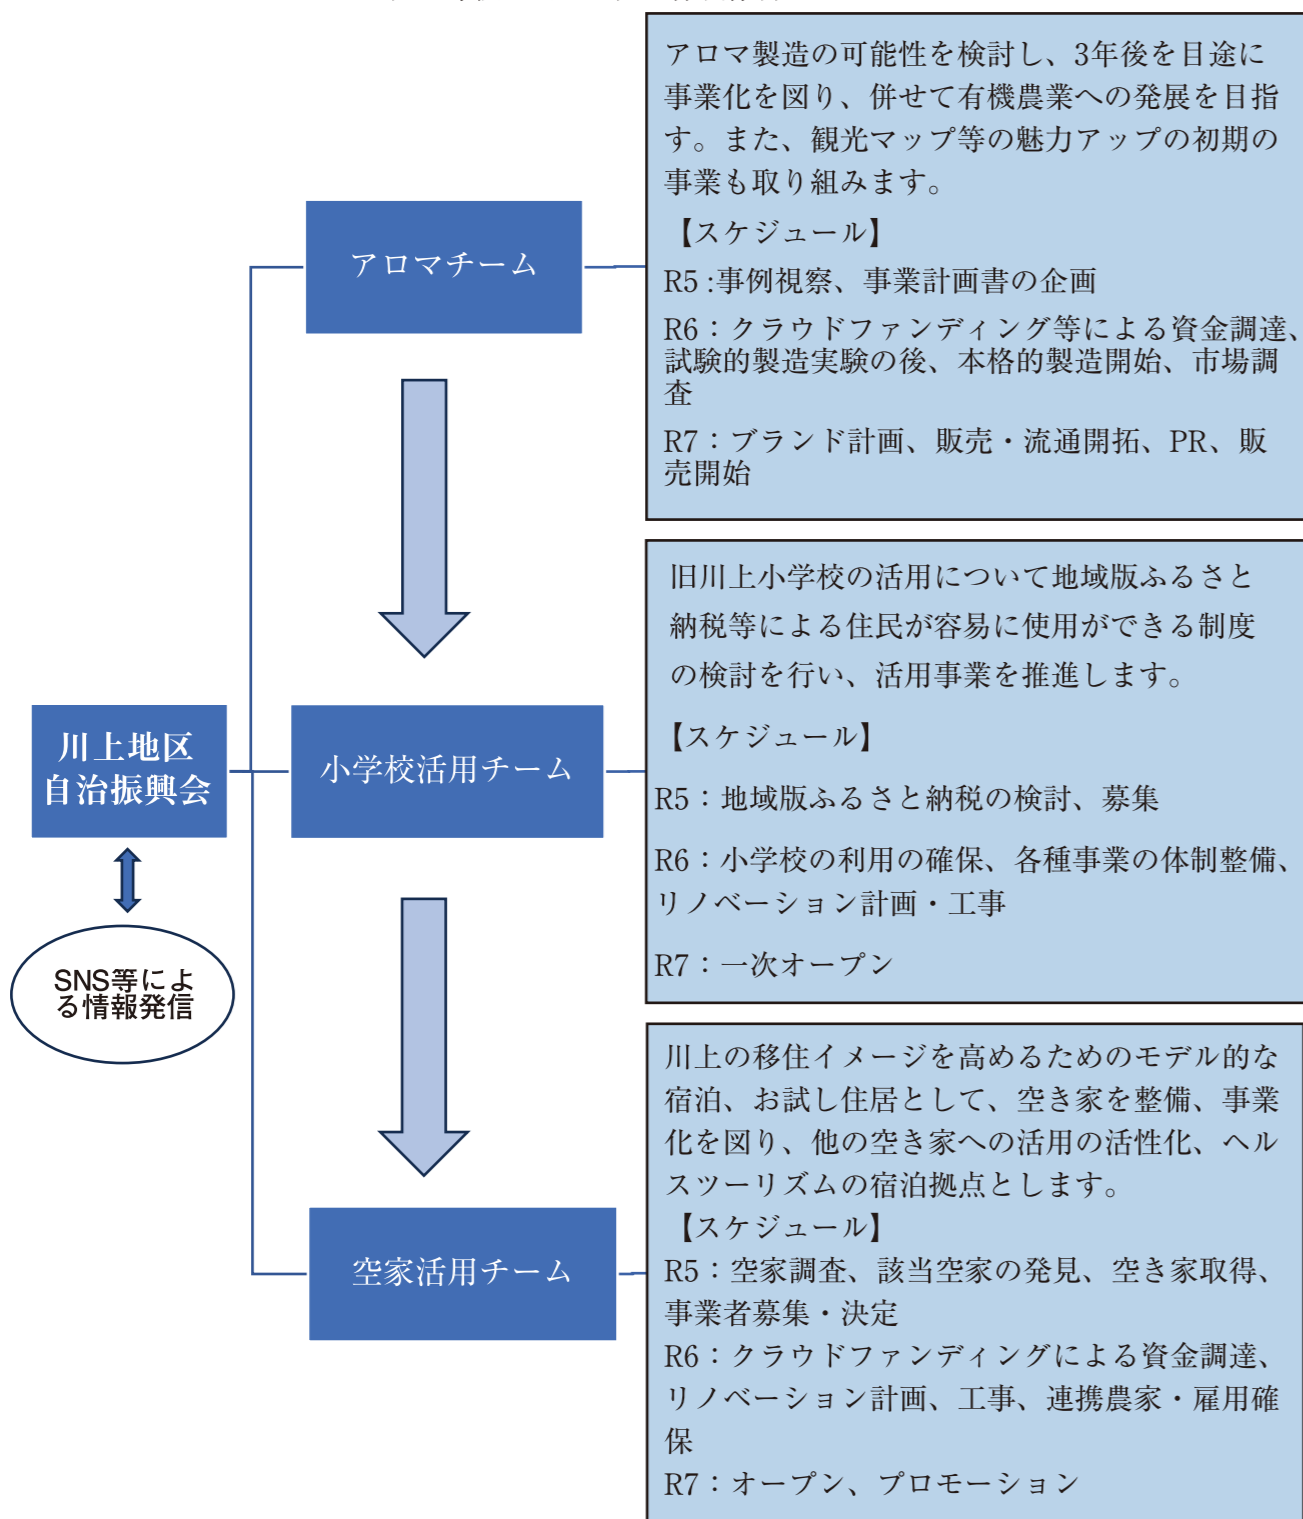 アロマ製造の可能性を検討し、3年後を目途に
事業化を図り、併せて有機農業への発展を目指
す。また、観光マップ等の魅力アップの初期の
事業も取り組みます。
【スケジュール】
R5 :事例視察、事業計画書の企画
R6：クラウドファンディング等による資金調達、
試験的製造実験の後、本格的製造開始、市場調
査
R7：ブランド計画、販売・流通開拓、PR、販
売開始
アロマチーム
旧川上小学校の活用について地域版ふるさと
納税等による住民が容易に使用ができる制度
の検討を行い、活用事業を推進します。
【スケジュール】
R5：地域版ふるさと納税の検討、募集
R6：小学校の利用の確保、各種事業の体制整備、
リノベーション計画・工事
R7：一次オープン
小学校活用チーム
川上地区
自治振興会
SNS等によ
る情報発信
川上の移住イメージを高めるためのモデル的な
宿泊、お試し住居として、空き家を整備、事業
化を図り、他の空き家への活用の活性化、ヘル
スツーリズムの宿泊拠点とします。
【スケジュール】
R5：空家調査、該当空家の発見、空き家取得、
事業者募集・決定
R6：クラウドファンディングによる資金調達、
リノベーション計画、工事、連携農家・雇用確
保
R7：オープン、プロモーション
空家活用チーム